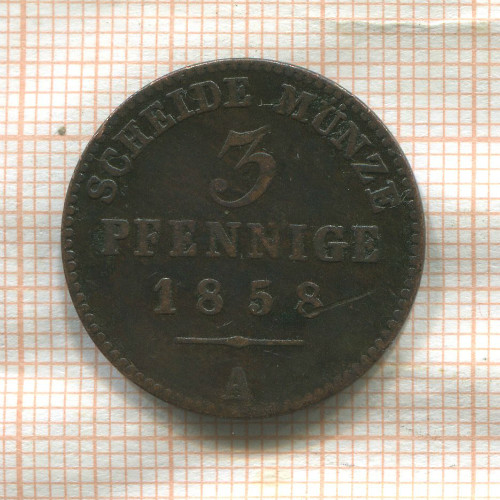 SCHEIDE MÜNZE
3
PFENNIGE
1858
A